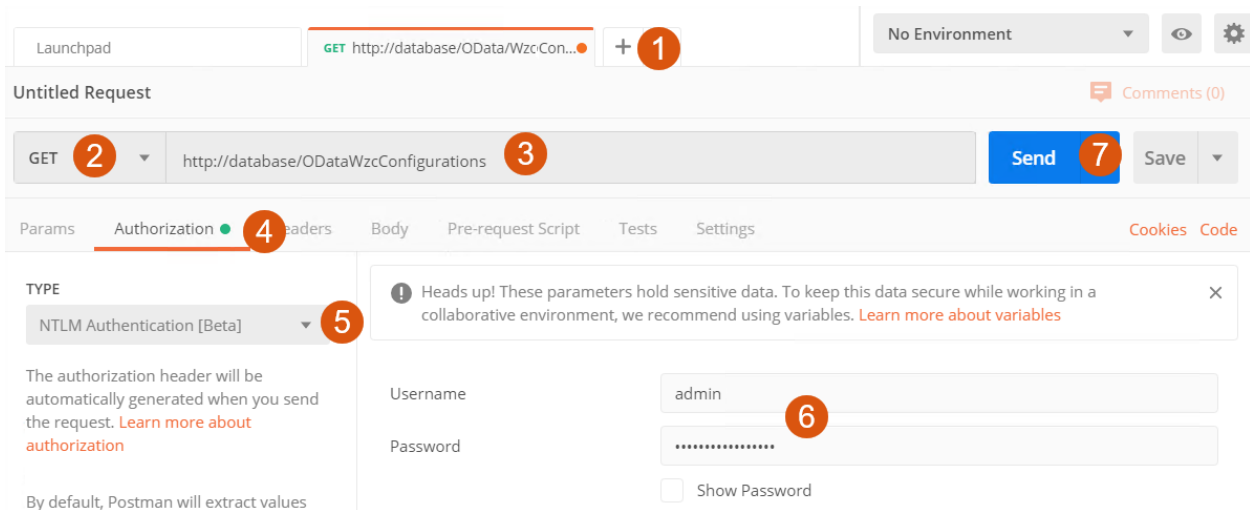 Launchpad
GET http://database/OData/WzcCon...
+ 1
No Environment
Untitled Request
Comments (0)
GET 2
http://database/ODataWzcConfigurations 3
Send 7
Save
Params Authorization 4 eaders Body Pre-request Script Tests Settings
Cookies Code
TYPE
NTLM Authentication [Beta] 5
The authorization header will be
automatically generated when you send
the request. Learn more about
authorization
By default, Postman will extract values
Heads up! These parameters hold sensitive data. To keep this data secure while working in a
collaborative environment, we recommend using variables. Learn more about variables
Username admin
6
Password •••••••••••••••••
Show Password